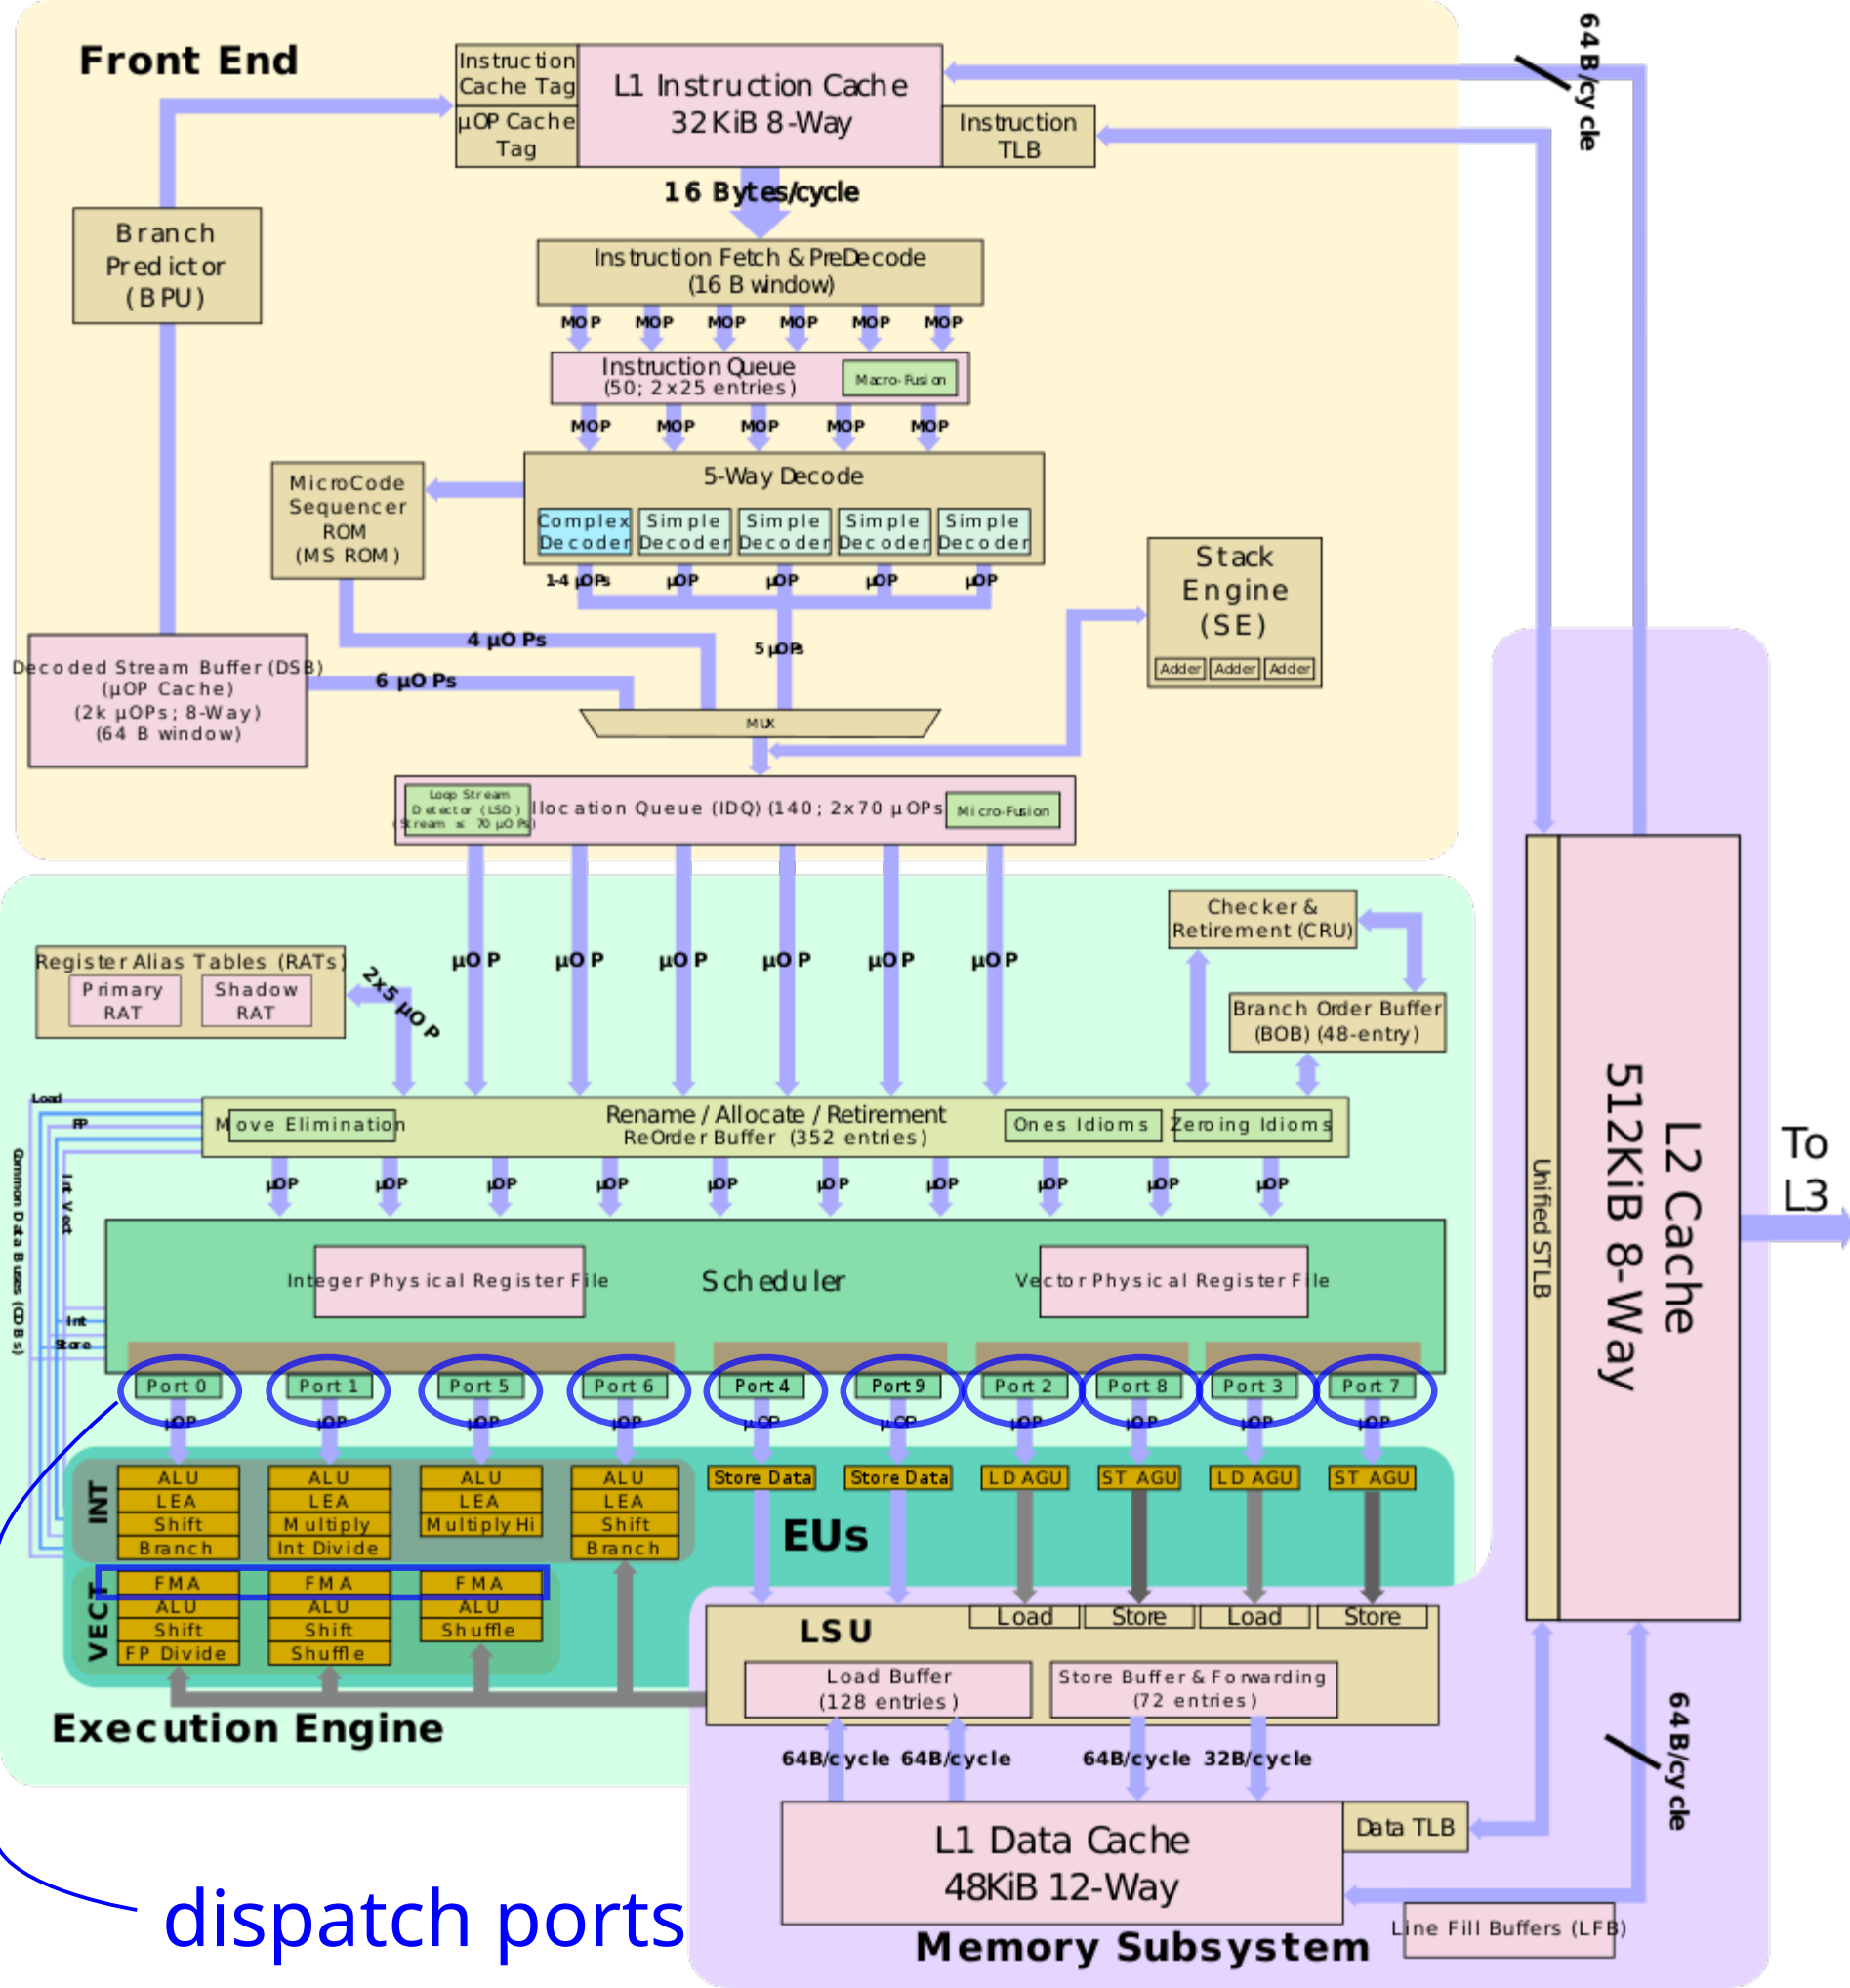 Front End
Instruction
Cache Tag
µOP Cache
Tag
L1 Instruction Cache
32KiB 8-Way
Instruction
TLB
64B/cycle
16 Bytes/cycle
Branch
Predictor
(BPU)
Instruction Fetch & PreDecode
(16 B window)
MOP MOP MOP MOP MOP MOP
Instruction Queue
(50; 2x25 entries)
Macro-Fusion
MOP MOP MOP MOP MOP
MicroCode
Sequencer
ROM
(MS ROM)
5-Way Decode
Complex
Decoder
Simple
Decoder
Simple
Decoder
Simple
Decoder
Simple
Decoder
1-4 µOPs µOP µOP µOP µOP
Stack
Engine
(SE)
Adder Adder Adder
4 µOPs
5 µOPs
6 µOPs
Decoded Stream Buffer (DSB)
(µOP Cache)
(2k µOPs; 8-Way)
(64 B window)
MUX
Loop Stream
Detector (LSD)
(Stream ≤ 70 µOPs)
llocation Queue (IDQ) (140; 2x70 µOPs
Micro-Fusion
Checker &
Retirement (CRU)
Register Alias Tables (RATs)
Primary
RAT
Shadow
RAT
2x5 µOP
µOP µOP µOP µOP µOP µOP
Branch Order Buffer
(BOB) (48-entry)
Load
FP
Int Vect
Common Data Buses (CDBs)
Int
Store
Move Elimination
Rename / Allocate / Retirement
ReOrder Buffer (352 entries)
Ones Idioms
Zeroing Idioms
µOP µOP µOP µOP µOP µOP µOP µOP µOP µOP
Integer Physical Register File
Scheduler
Vector Physical Register File
Port 0 Port 1 Port 5 Port 6 Port 4 Port 9 Port 2 Port 8 Port 3 Port 7
µOP µOP µOP µOP µOP µOP µOP µOP µOP µOP
INT
ALU
LEA
Shift
Branch
ALU
LEA
Multiply
Int Divide
ALU
LEA
MultiplyHi
ALU
LEA
Shift
Branch
Store Data
Store Data
LD AGU
ST AGU
LD AGU
ST AGU
EUs
VECT
FMA
ALU
Shift
FP Divide
FMA
ALU
Shift
Shuffle
FMA
ALU
Shuffle
Execution Engine
LSU
Load Store Load Store
Load Buffer
(128 entries)
Store Buffer & Forwarding
(72 entries)
64B/cycle 64B/cycle 64B/cycle 32B/cycle
L1 Data Cache
48KiB 12-Way
Data TLB
Line Fill Buffers (LFB)
Memory Subsystem
Unified STLB
L2 Cache
512KiB 8-Way
To
L3
64B/cycle
dispatch ports